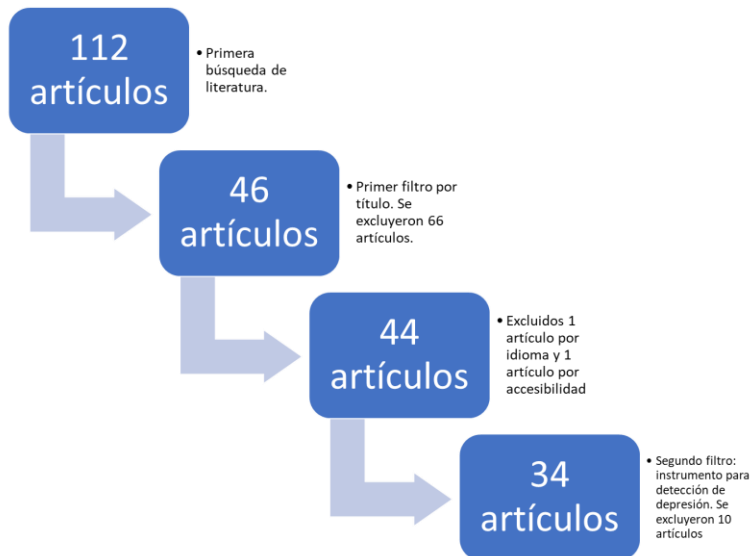 112
artículos
• Primera
búsqueda de
literatura.
46
artículos
• Primer filtro por
título. Se
excluyeron 66
artículos.
44
artículos
• Excluidos 1
artículo por
idioma y 1
artículo por
accesibilidad
34
artículos
• Segundo filtro:
instrumento para
detección de
depresión. Se
excluyeron 10
artículos